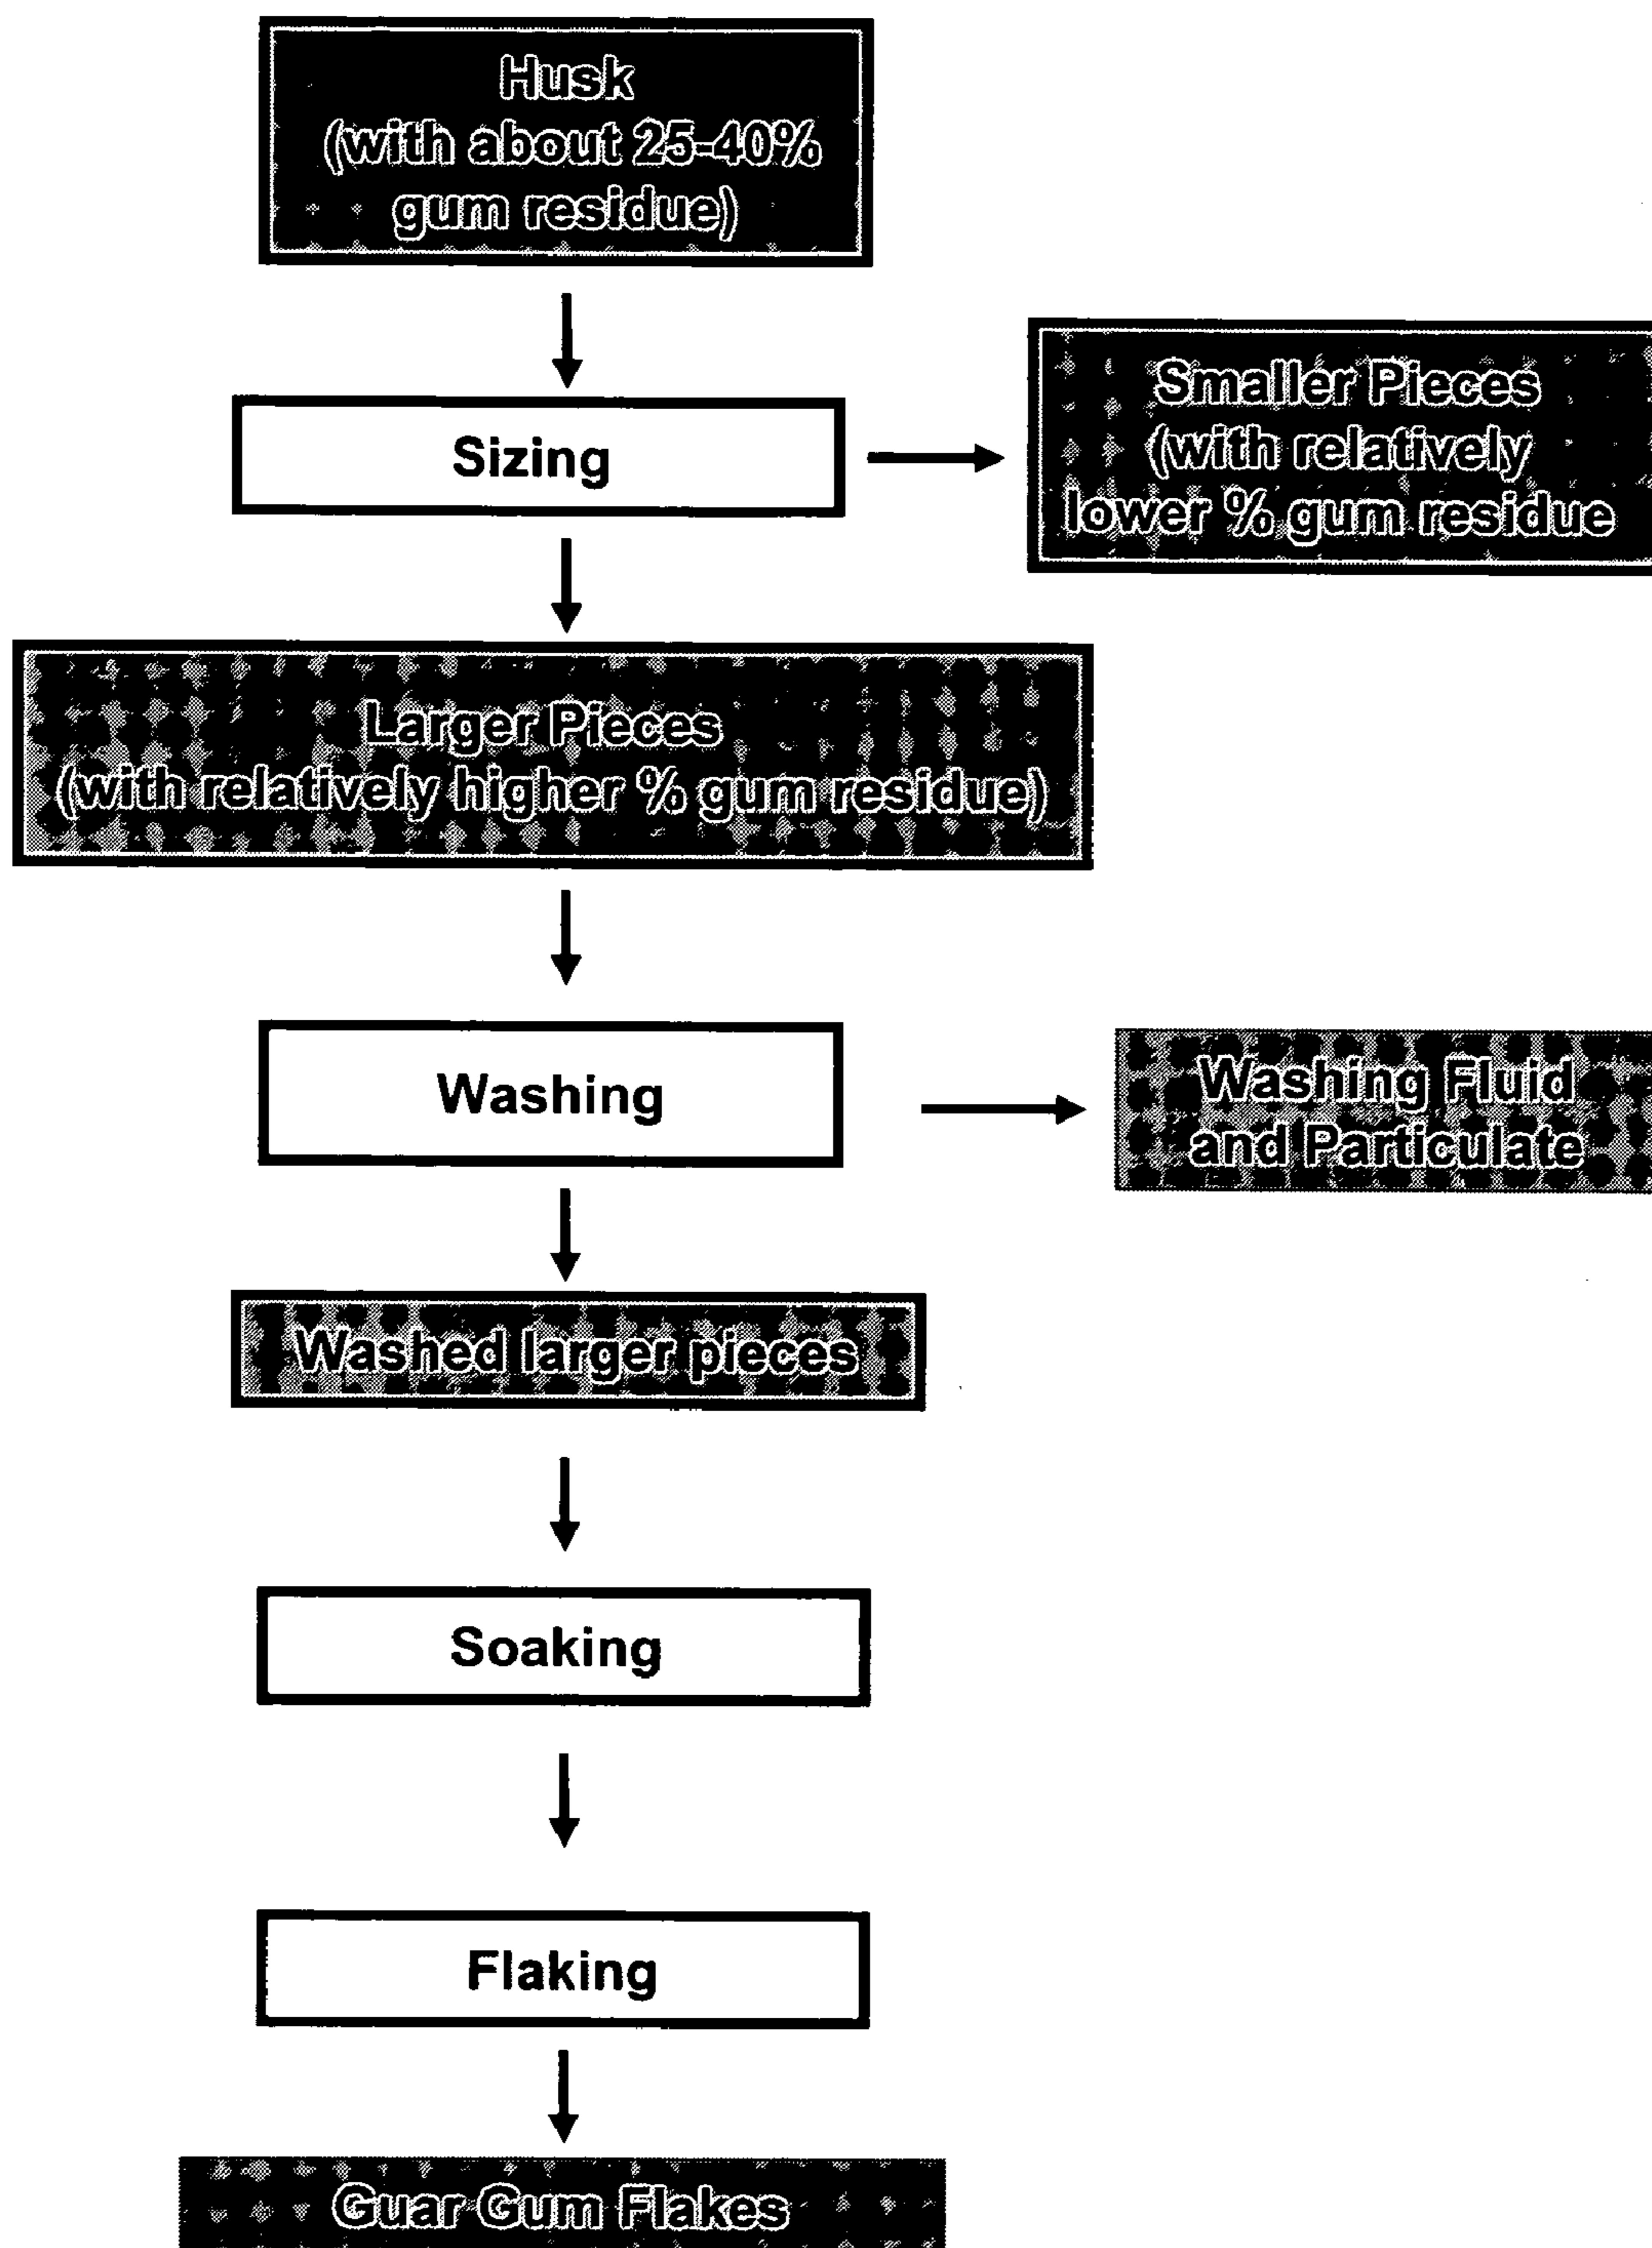 Husk
(with about 25-40%
gum residue)
Sizing
Smaller Pieces
(with relatively
lower % gum residue
Larger Pieces
(with relatively higher % gum residue)
Washing
Washing Fluid
and Particulate
Washed larger pieces
Soaking
Flaking
Guar Gum Flakes